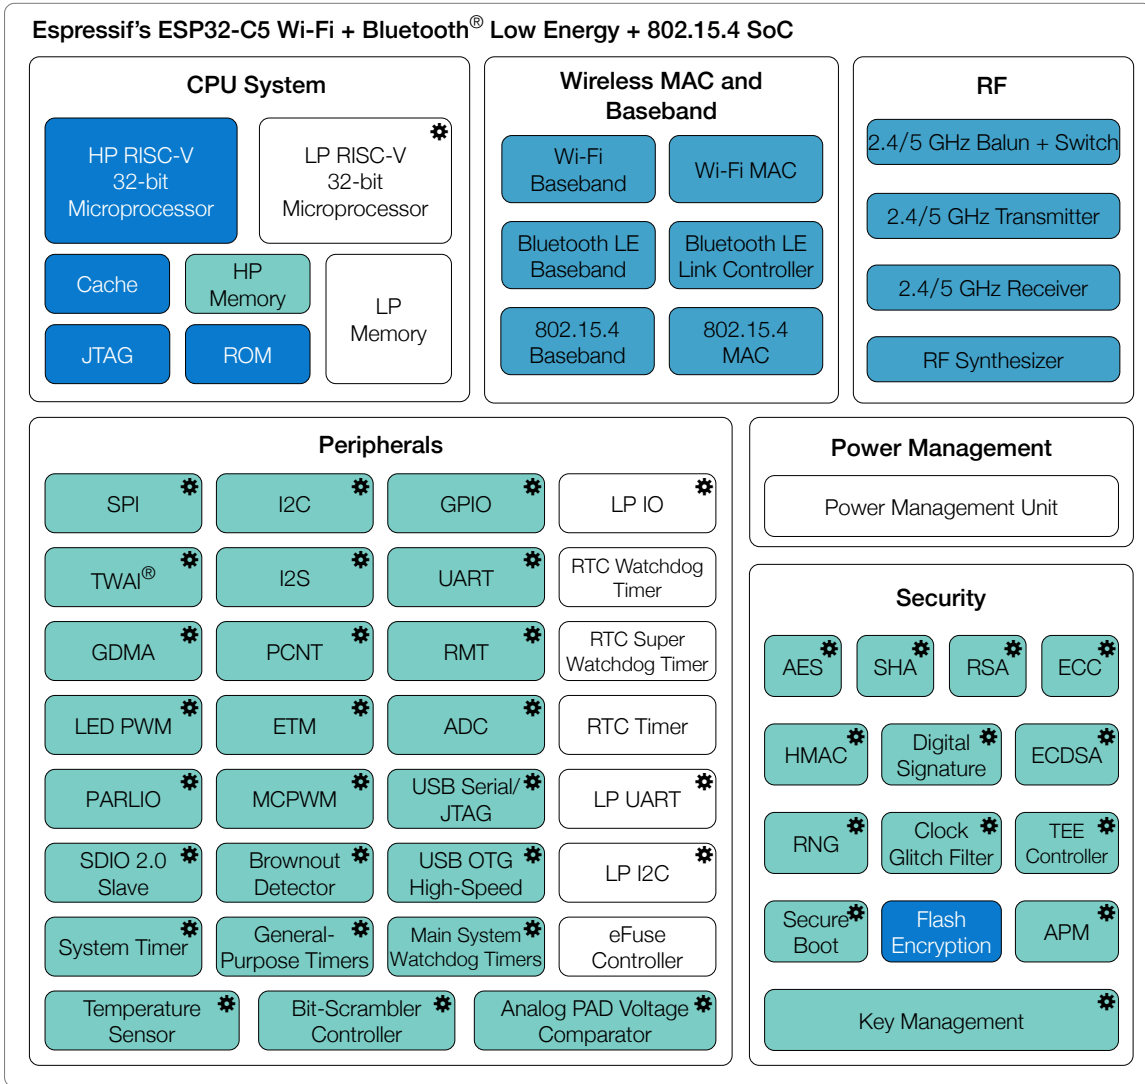 Espressif's ESP32-C5 Wi-Fi + Bluetooth® Low Energy + 802.15.4 SoC
CPU System
HP RISC-V
32-bit
Microprocessor
LP RISC-V
32-bit
Microprocessor
Cache
HP
Memory
LP
Memory
JTAG
ROM
Wireless MAC and
Baseband
Wi-Fi
Baseband
Wi-Fi MAC
Bluetooth LE
Baseband
Bluetooth LE
Link Controller
802.15.4
Baseband
802.15.4
MAC
RF
2.4/5 GHz Balun + Switch
2.4/5 GHz Transmitter
2.4/5 GHz Receiver
RF Synthesizer
Peripherals
SPI
I2C
GPIO
LP IO
TWAI®
I2S
UART
RTC Watchdog
Timer
GDMA
PCNT
RMT
RTC Super
Watchdog Timer
LED PWM
ETM
ADC
RTC Timer
PARLIO
MCPWM
USB Serial/
JTAG
LP UART
SDIO 2.0
Slave
Brownout
Detector
USB OTG
High-Speed
LP I2C
System Timer
General-
Purpose Timers
Main System
Watchdog Timers
eFuse
Controller
Temperature
Sensor
Bit-Scrambler
Controller
Analog PAD Voltage
Comparator
Power Management
Power Management Unit
Security
AES
SHA
RSA
ECC
HMAC
Digital
Signature
ECDSA
RNG
Clock
Glitch Filter
TEE
Controller
Secure
Boot
Flash
Encryption
APM
Key Management